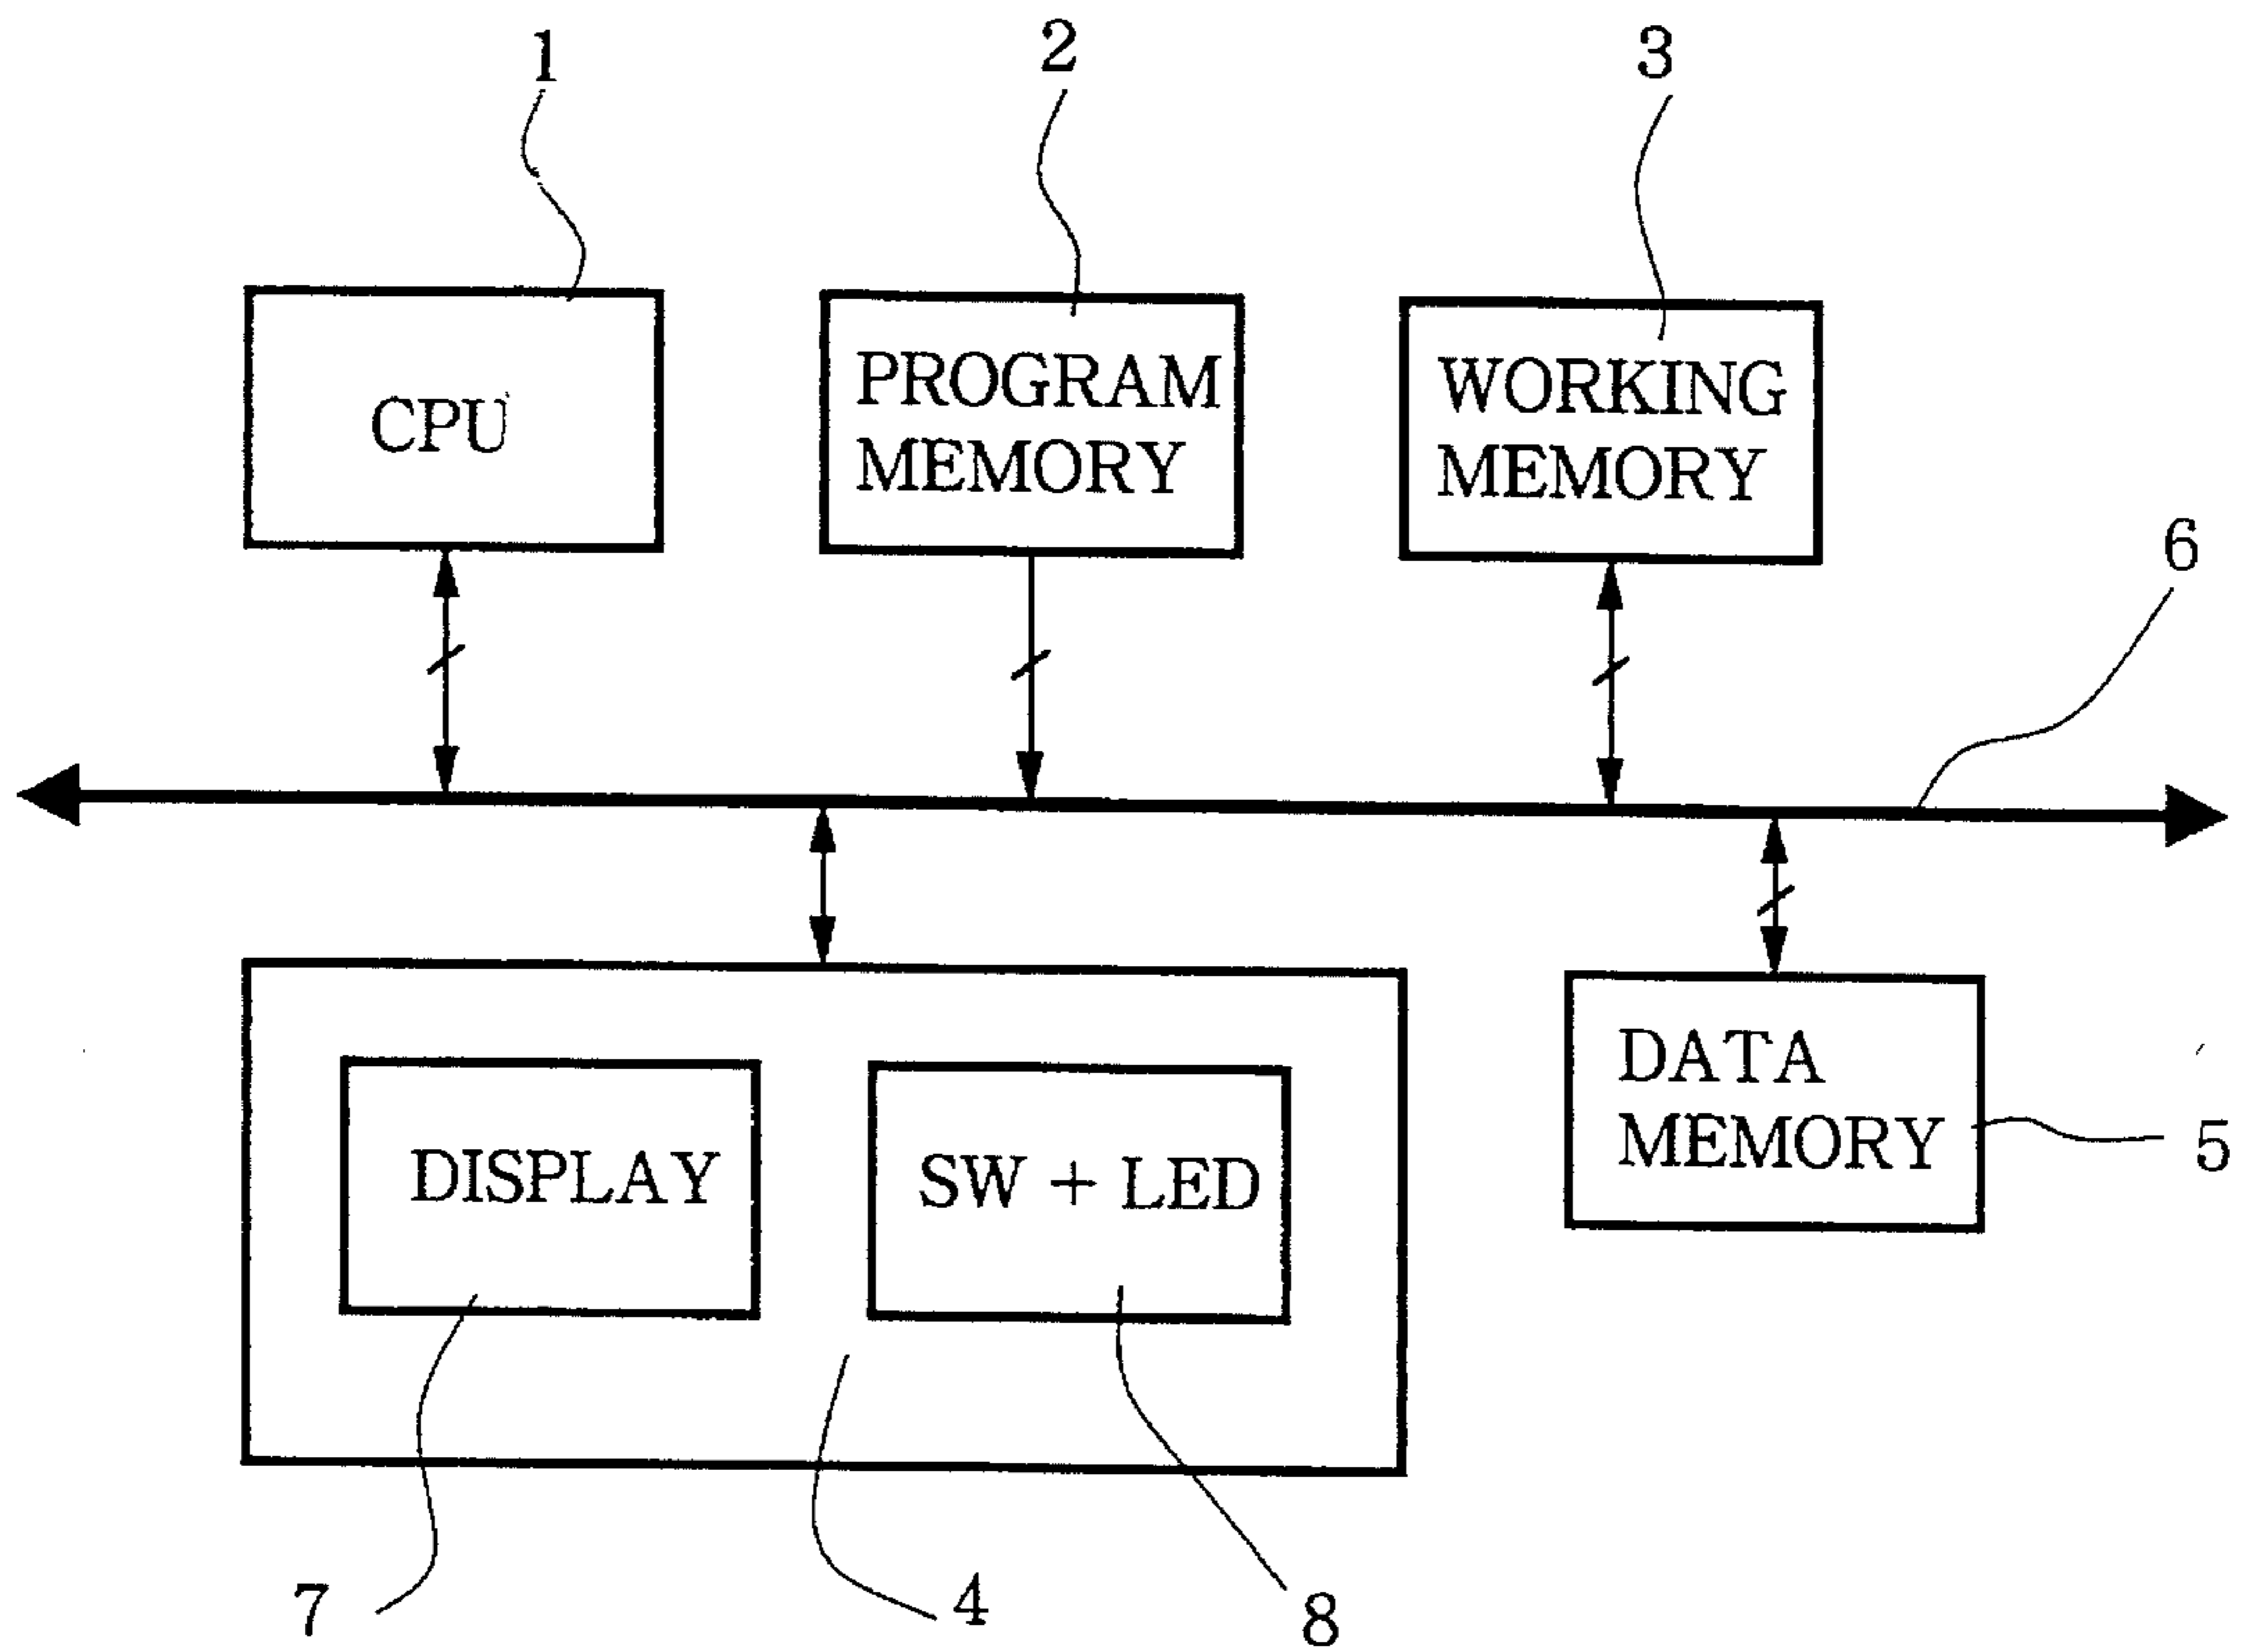 1
2
3
CPU
PROGRAM
MEMORY
WORKING
MEMORY
6
DISPLAY
SW + LED
DATA
MEMORY
5
7
4
8